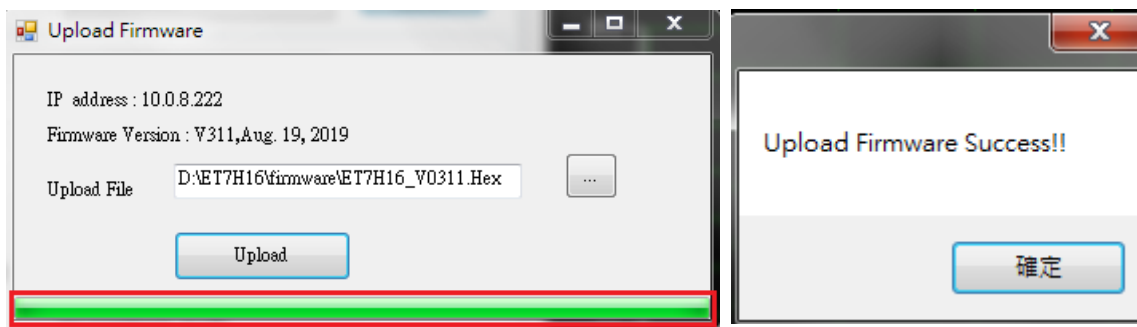 Upload Firmware
IP address : 10.0.8.222
Firmware Version : V311,Aug. 19, 2019
Upload File
D:\ET7H16\firmware\ET7H16_V0311.Hex
...
Upload
Upload Firmware Success!!
確定